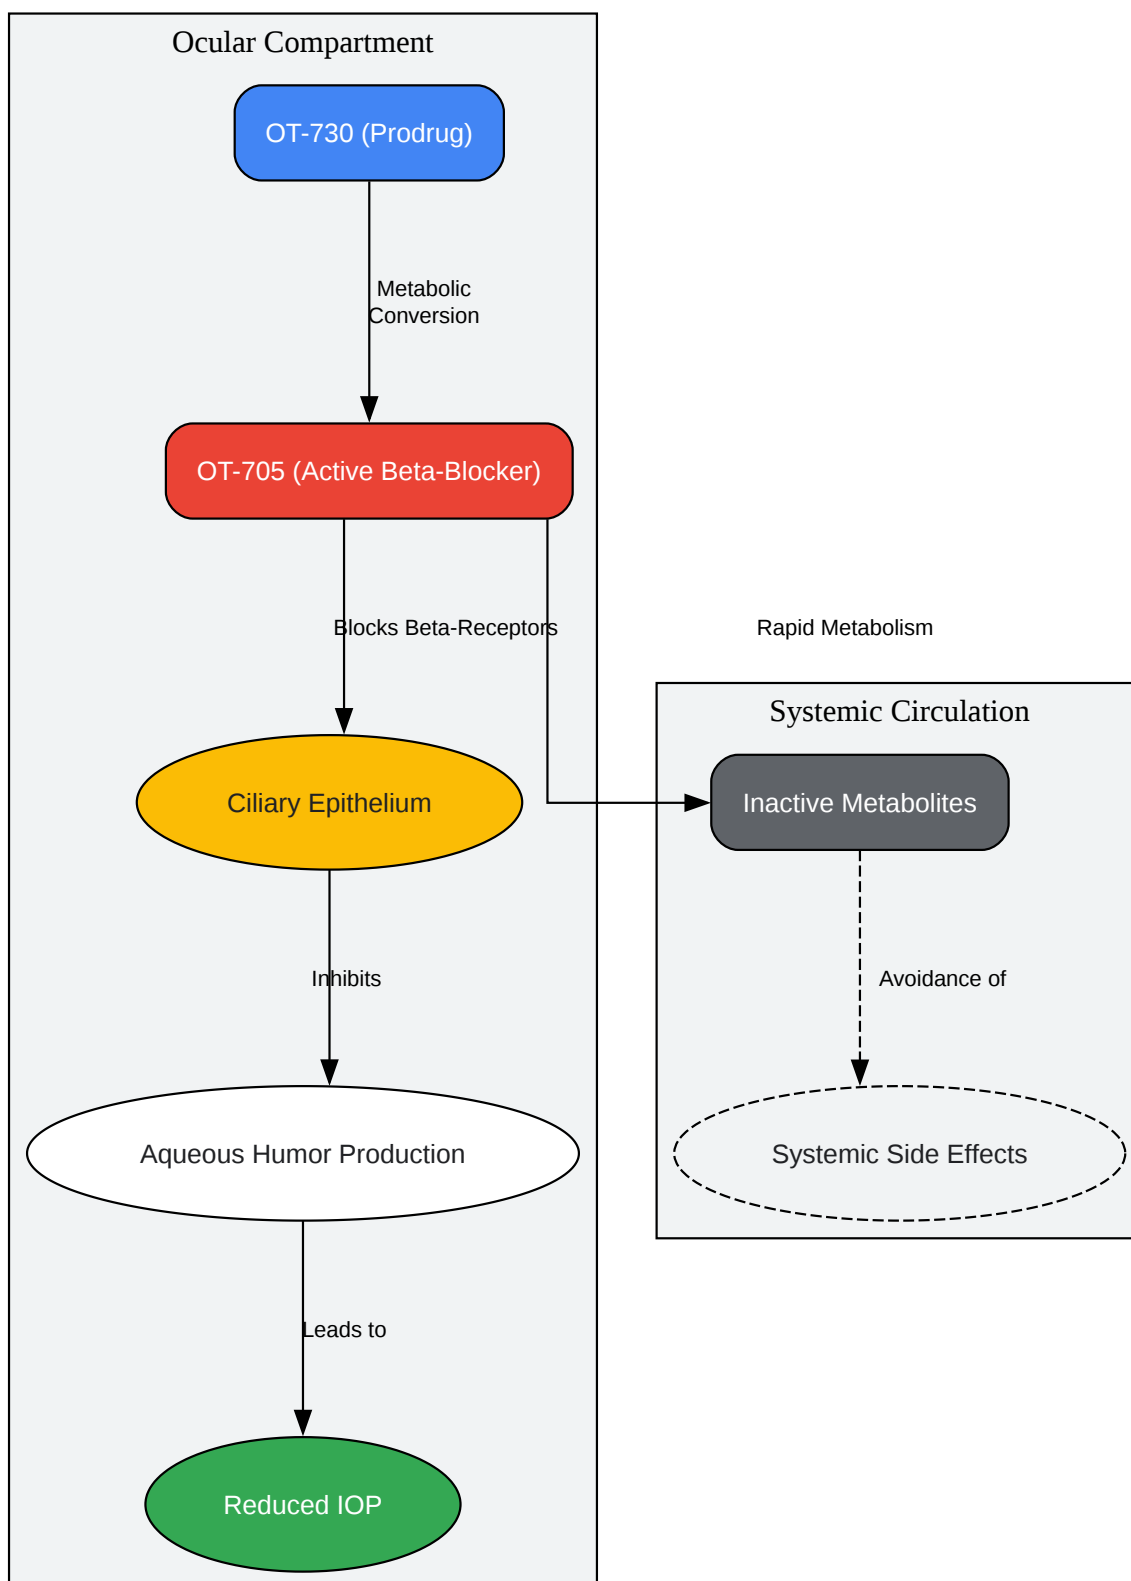 Ocular Compartment
OT-730 (Prodrug)
Metabolic
Conversion
OT-705 (Active Beta-Blocker)
Blocks Beta-Receptors
Rapid Metabolism
Systemic Circulation
Ciliary Epithelium
Inactive Metabolites
Inhibits
Avoidance of
Aqueous Humor Production
Systemic Side Effects
Leads to
Reduced IOP